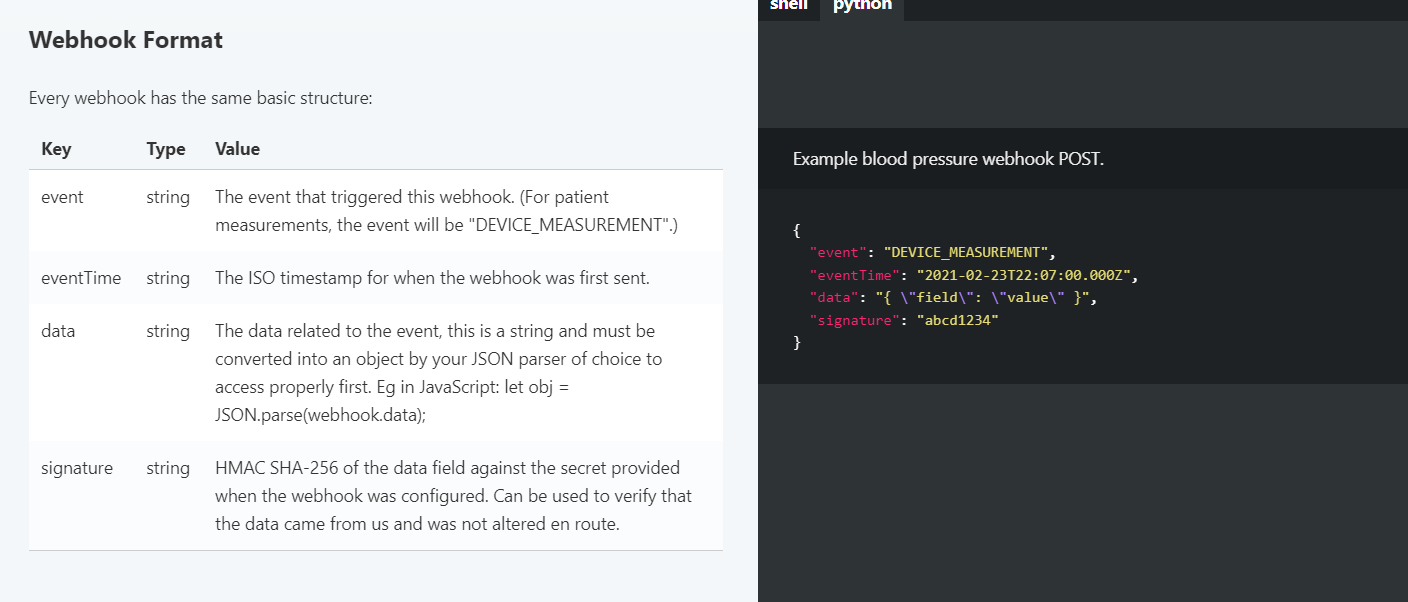 Webhook Format
Every webhook has the same basic structure:
Key Type Value
event string The event that triggered this webhook. (For patient
measurements, the event will be "DEVICE_MEASUREMENT".)
eventTime string The ISO timestamp for when the webhook was first sent.
data string The data related to the event, this is a string and must be
converted into an object by your JSON parser of choice to
access properly first. Eg in JavaScript: let obj =
JSON.parse(webhook.data);
signature string HMAC SHA-256 of the data field against the secret provided
when the webhook was configured. Can be used to verify that
the data came from us and was not altered en route.
shell python
Example blood pressure webhook POST.
{
"event": "DEVICE_MEASUREMENT",
"eventTime": "2021-02-23T22:07:00.000Z",
"data": "{ \"field\": \"value\" }",
"signature": "abcd1234"
}